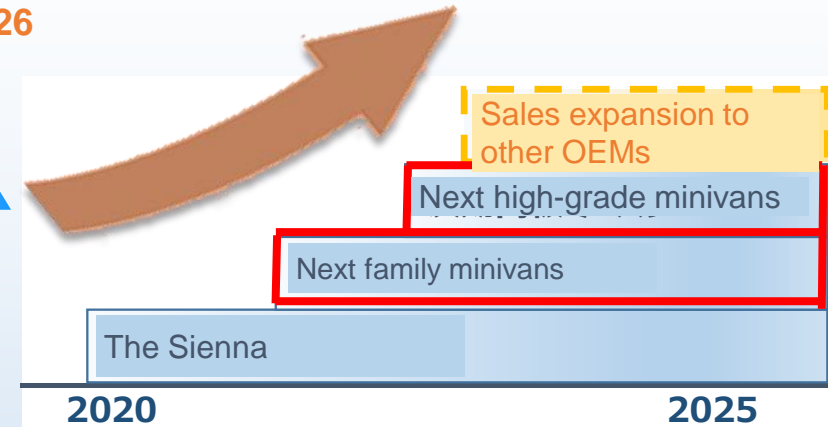 26
Sales expansion to
other OEMs
Next high-grade minivans
Next family minivans
The Sienna
2020
2025